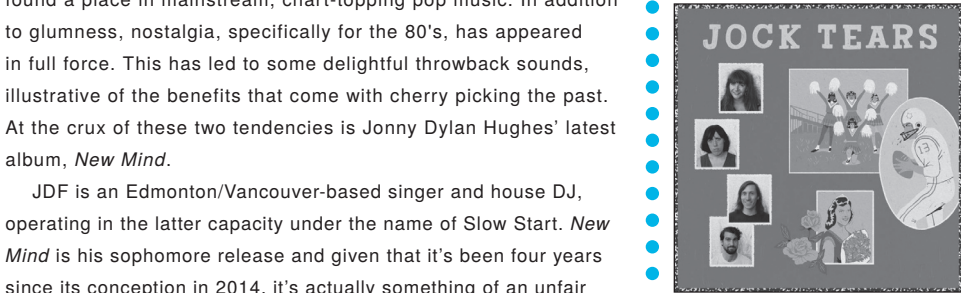 found a place in mainstream, chart-topping pop music. In addition
to glumness, nostalgia, specifically for the 80's, has appeared
in full force. This has led to some delightful throwback sounds,
illustrative of the benefits that come with cherry picking the past.
At the crux of these two tendencies is Jonny Dylan Hughes’ latest
album, New Mind.
JDF is an Edmonton/Vancouver-based singer and house DJ,
operating in the latter capacity under the name of Slow Start. New
Mind is his sophomore release and given that it’s been four years
since its conception in 2014, it’s actually something of an unfair
JOCK TEARS
13